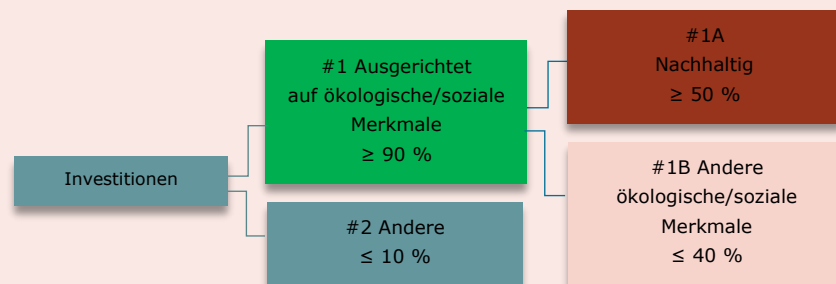 Investitionen
#1 Ausgerichtet
auf ökologische/soziale
Merkmale
≥ 90 %
#2 Andere
≤ 10 %
#1A
Nachhaltig
≥ 50 %
#1B Andere
ökologische/soziale
Merkmale
≤ 40 %